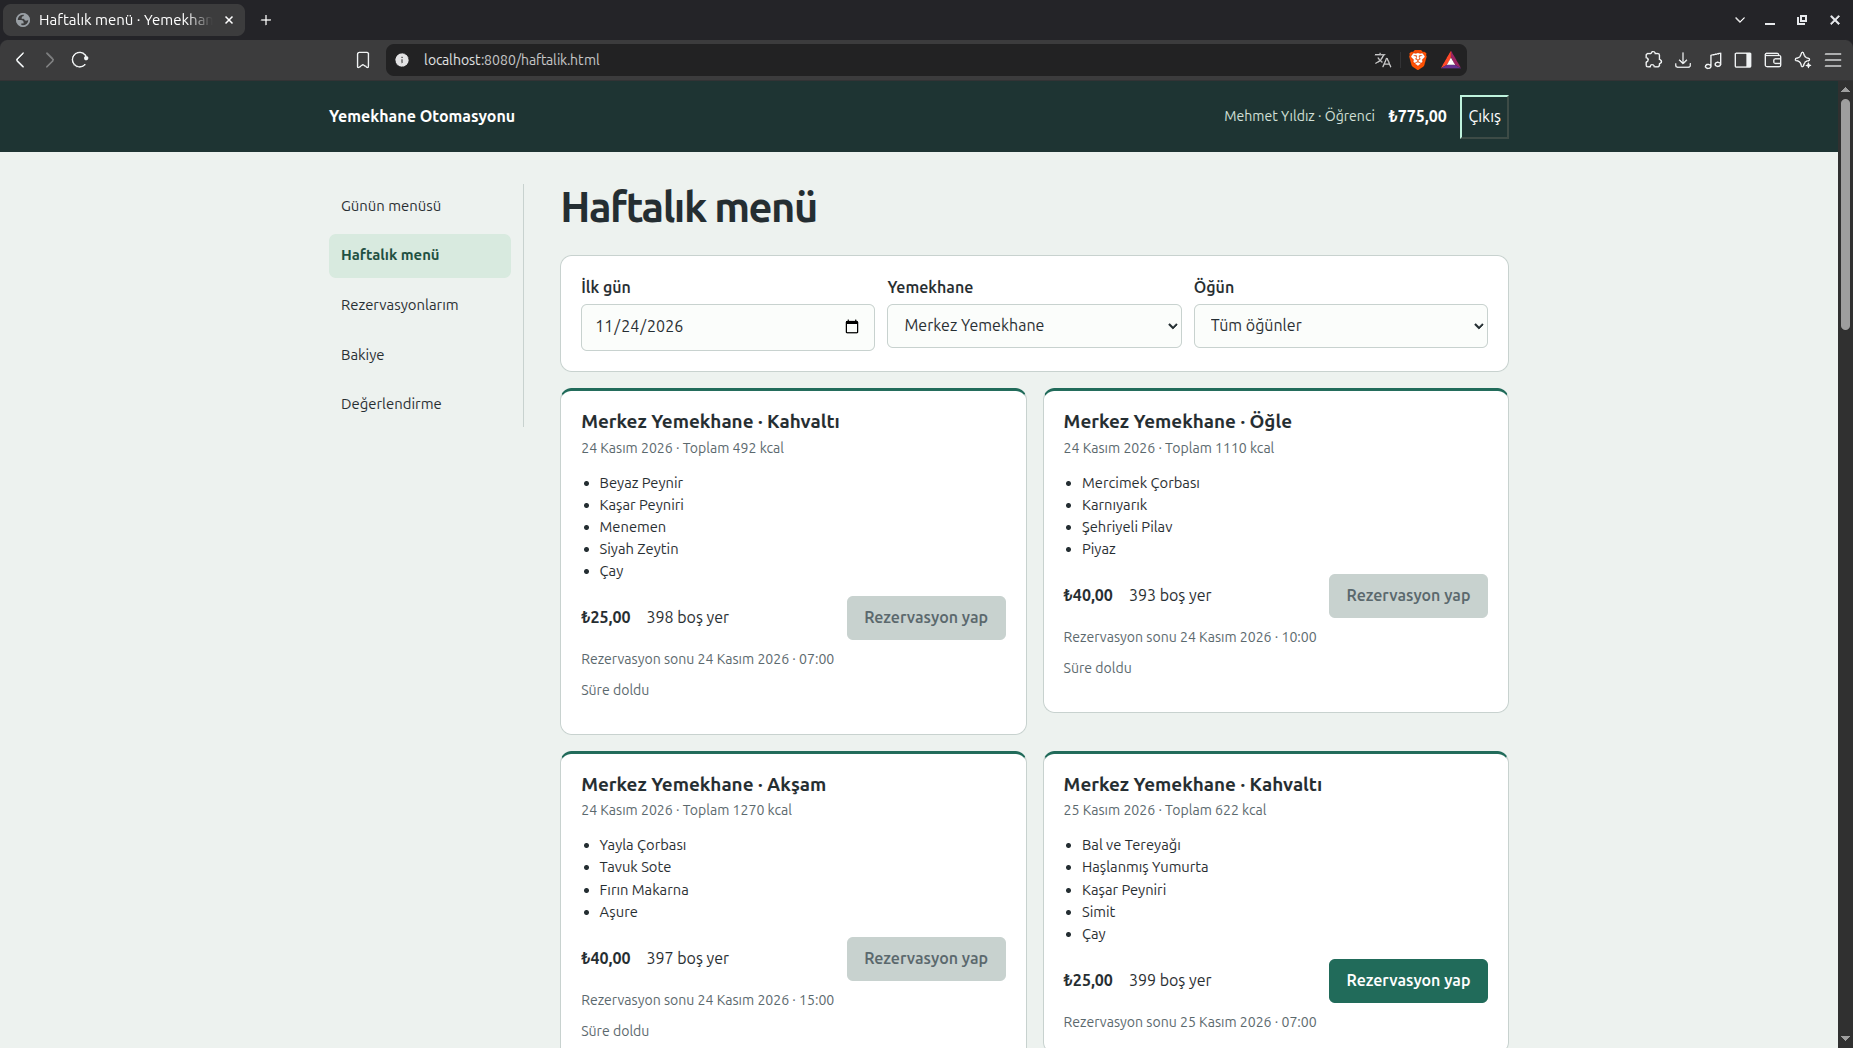 Haftalık menü · Yemekhan
localhost:8080/haftalik.html
Yemekhane Otomasyonu
Mehmet Yıldız · Öğrenci ₺775,00 Çıkış
Günün menüsü
Haftalık menü
Rezervasyonlarım
Bakiye
Değerlendirme
Haftalık menü
İlk gün
11/24/2026
Yemekhane
Merkez Yemekhane
Öğün
Tüm öğünler
Merkez Yemekhane · Kahvaltı
24 Kasım 2026 · Toplam 492 kcal
Beyaz Peynir
Kaşar Peyniri
Menemen
Siyah Zeytin
Çay
₺25,00 398 boş yer Rezervasyon yap
Rezervasyon sonu 24 Kasım 2026 · 07:00
Süre doldu
Merkez Yemekhane · Öğle
24 Kasım 2026 · Toplam 1110 kcal
Mercimek Çorbası
Karnıyarık
Şehriyeli Pilav
Piyaz
₺40,00 393 boş yer Rezervasyon yap
Rezervasyon sonu 24 Kasım 2026 · 10:00
Süre doldu
Merkez Yemekhane · Akşam
24 Kasım 2026 · Toplam 1270 kcal
Yayla Çorbası
Tavuk Sote
Fırın Makarna
Aşure
₺40,00 397 boş yer Rezervasyon yap
Rezervasyon sonu 24 Kasım 2026 · 15:00
Süre doldu
Merkez Yemekhane · Kahvaltı
25 Kasım 2026 · Toplam 622 kcal
Bal ve Tereyağı
Haşlanmış Yumurta
Kaşar Peyniri
Simit
Çay
₺25,00 399 boş yer Rezervasyon yap
Rezervasyon sonu 25 Kasım 2026 · 07:00